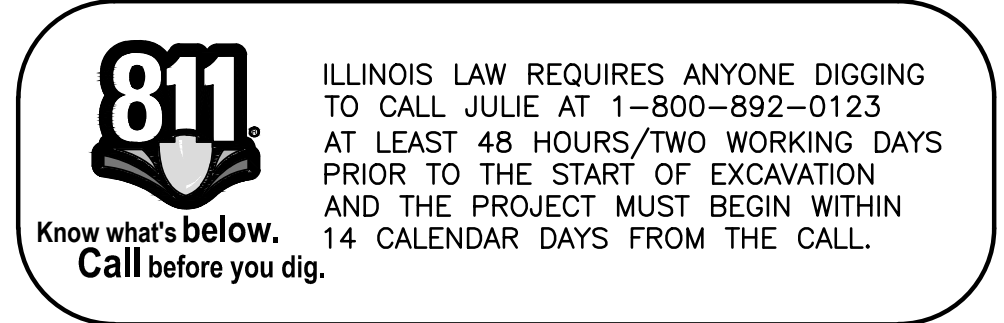 811®
Know what's below.
Call before you dig.
ILLINOIS LAW REQUIRES ANYONE DIGGING
TO CALL JULIE AT 1-800-892-0123
AT LEAST 48 HOURS/TWO WORKING DAYS
PRIOR TO THE START OF EXCAVATION
AND THE PROJECT MUST BEGIN WITHIN
14 CALENDAR DAYS FROM THE CALL.